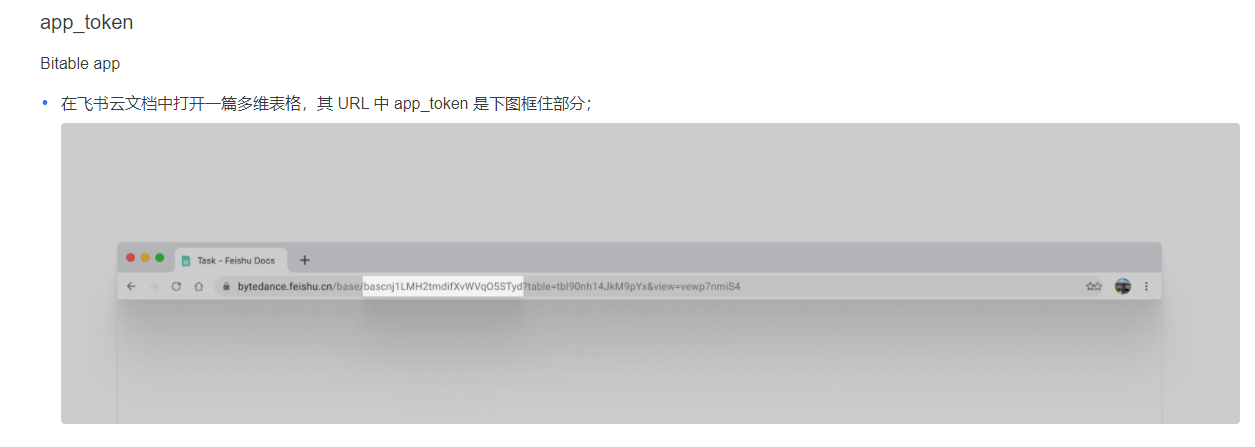 app_token
Bitable app
在飞书云文档中打开一篇多维表格，其 URL 中 app_token 是下图框住部分；
Task - Feishu Docs
bytedance.feishu.cn/base/bascnj1LMH2tmdifXvWVqO5STyd?table=tbl90nh14JkM9pYx&view=vewp7nmiS4